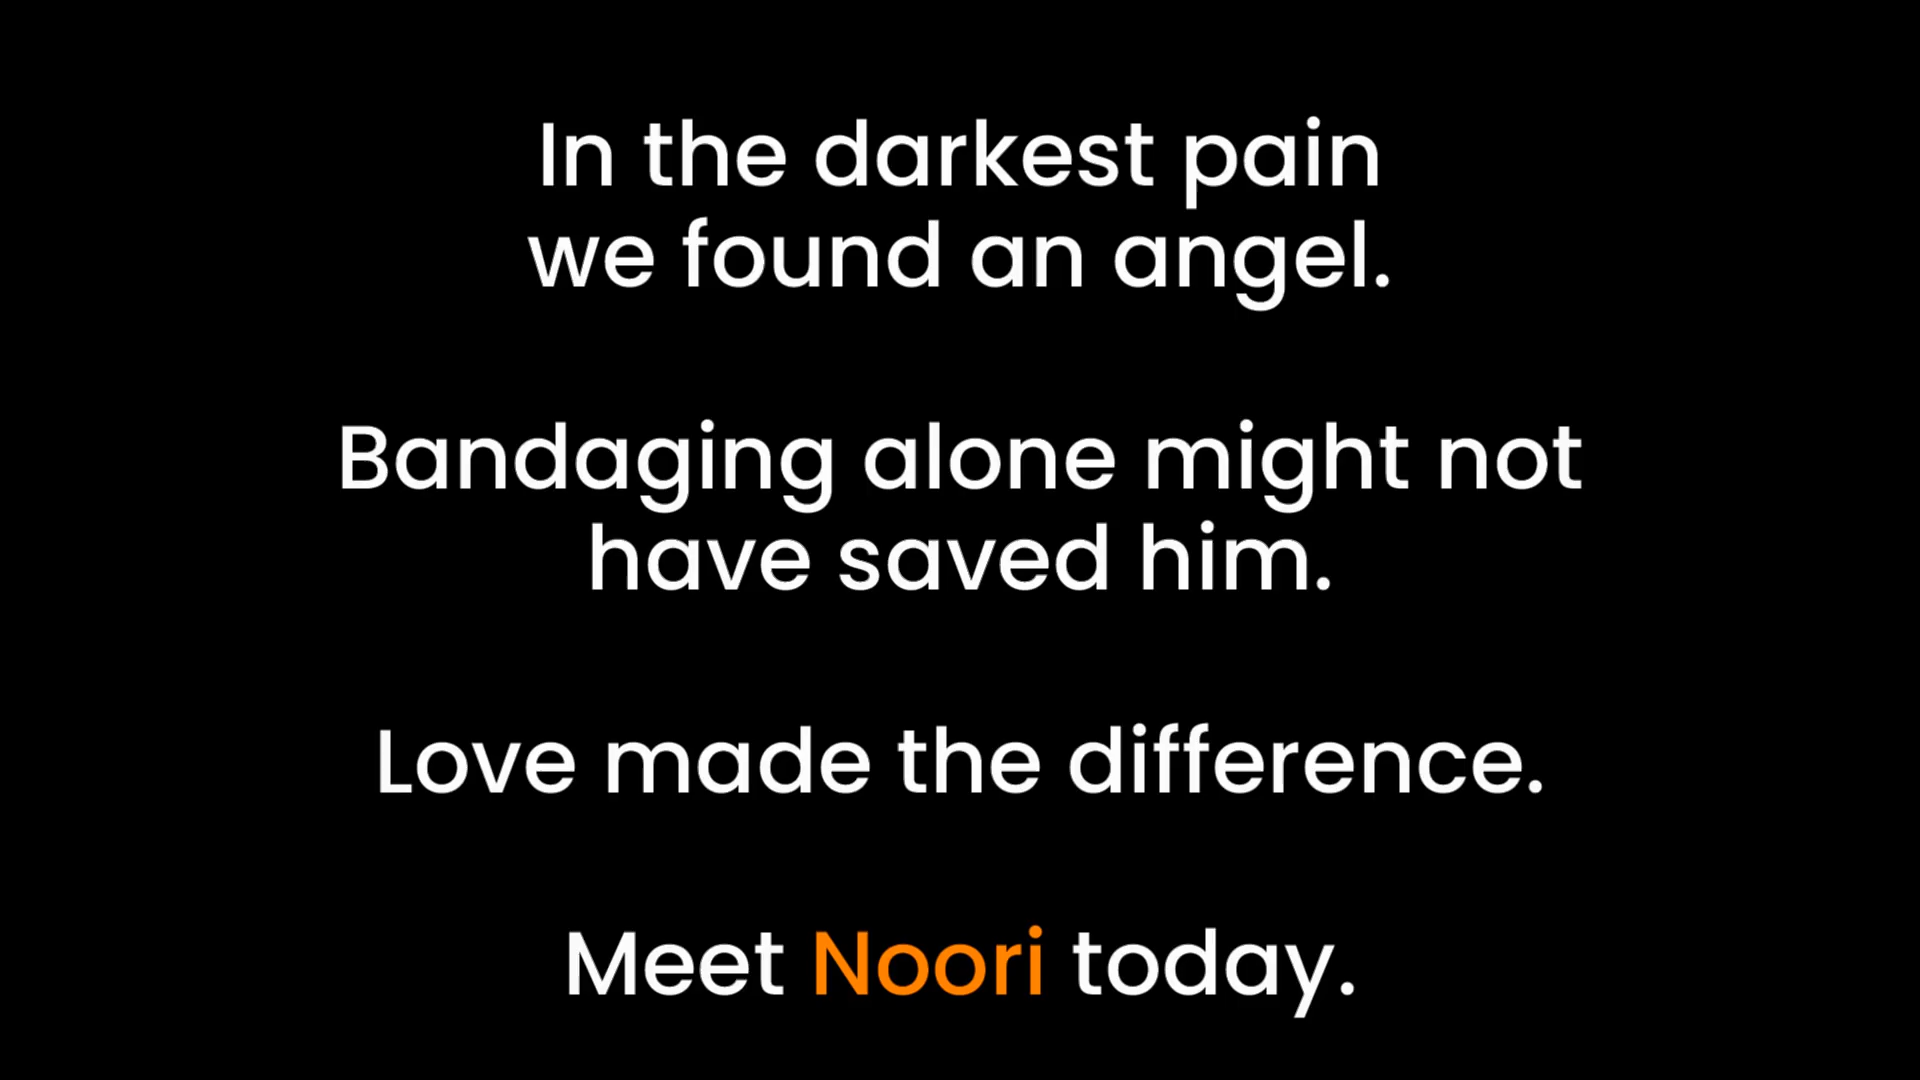 In the darkest pain
we found an angel.
Bandaging alone might not
have saved him.
Love made the difference.
Meet Noori today.